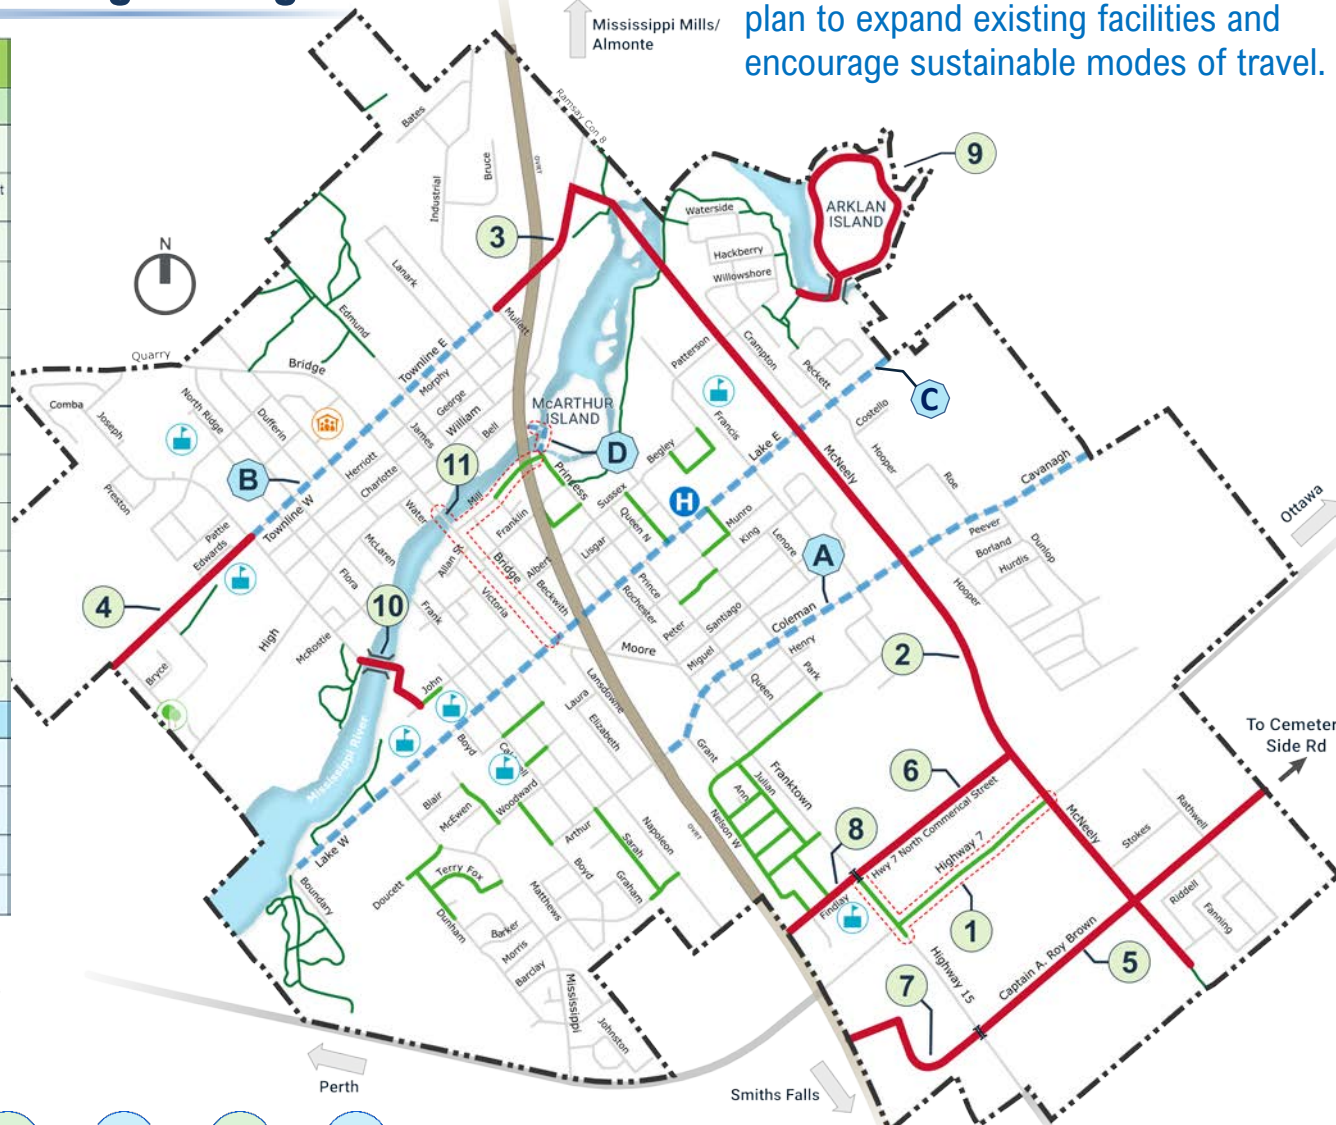 plan to expand existing facilities and
encourage sustainable modes of travel.
Mississippi Mills/
Almonte
Ramsay Con 8
Bates
Bruce
Industrial
OVRT
9
ARKLAN
ISLAND
Waterside
Hackberry
Willowshore
N
3
Lanark
Mullett
Edmund
Quarry
Bridge
Townline E
Morphy
George
William
James
Bell
Comba
Joseph
North Ridge
Dufferin
McARTHUR
ISLAND
Patterson
Crampton
Peckett
C
Costello
Francis
Lake E
McNeely
Hooper
Roe
Cavanagh
Begley
D
Princess
11
B
Herriott
Charlotte
Water
Mill
Preston
Pattie
Edwards
Townline W
H
Sussex
Queen N
Franklin
Lisgar
Munro
King
Lenore
A
Peever
Borland
Hurdis
Dunlop
Hooper
Ottawa
McLaren
Flora
Allan St
Bridge
Albert
Beckwith
Victoria
Frank
Prince
Rochester
Peter
Santiago
Miguel
Moore
Coleman
Henry
Park
Queen
4
10
High
McRostie
Bryce
John
2
Lansdowne
Laura
Elizabeth
Mississippi River
Boyd
Woodward
Blair
McEwen
Lake W
Boundary
Grant
Franktown
Julian
Ann
Nelson W
6
8
Hwy 7 North Commerical Street
Highway 7
McNeely
To Cemeter
Side Rd
Rathwell
Stokes
Riddell
Fanning
Arthur
Sarah
Napoleon
OVRT
Boyd
Graham
Doucett
Terry Fox
Dunham
Matthews
Barker
Morris
Barclay
Mississippi
Johnston
Findlay
1
Highway 15
Captain A. Roy Brown
5
7
Perth
Smiths Falls